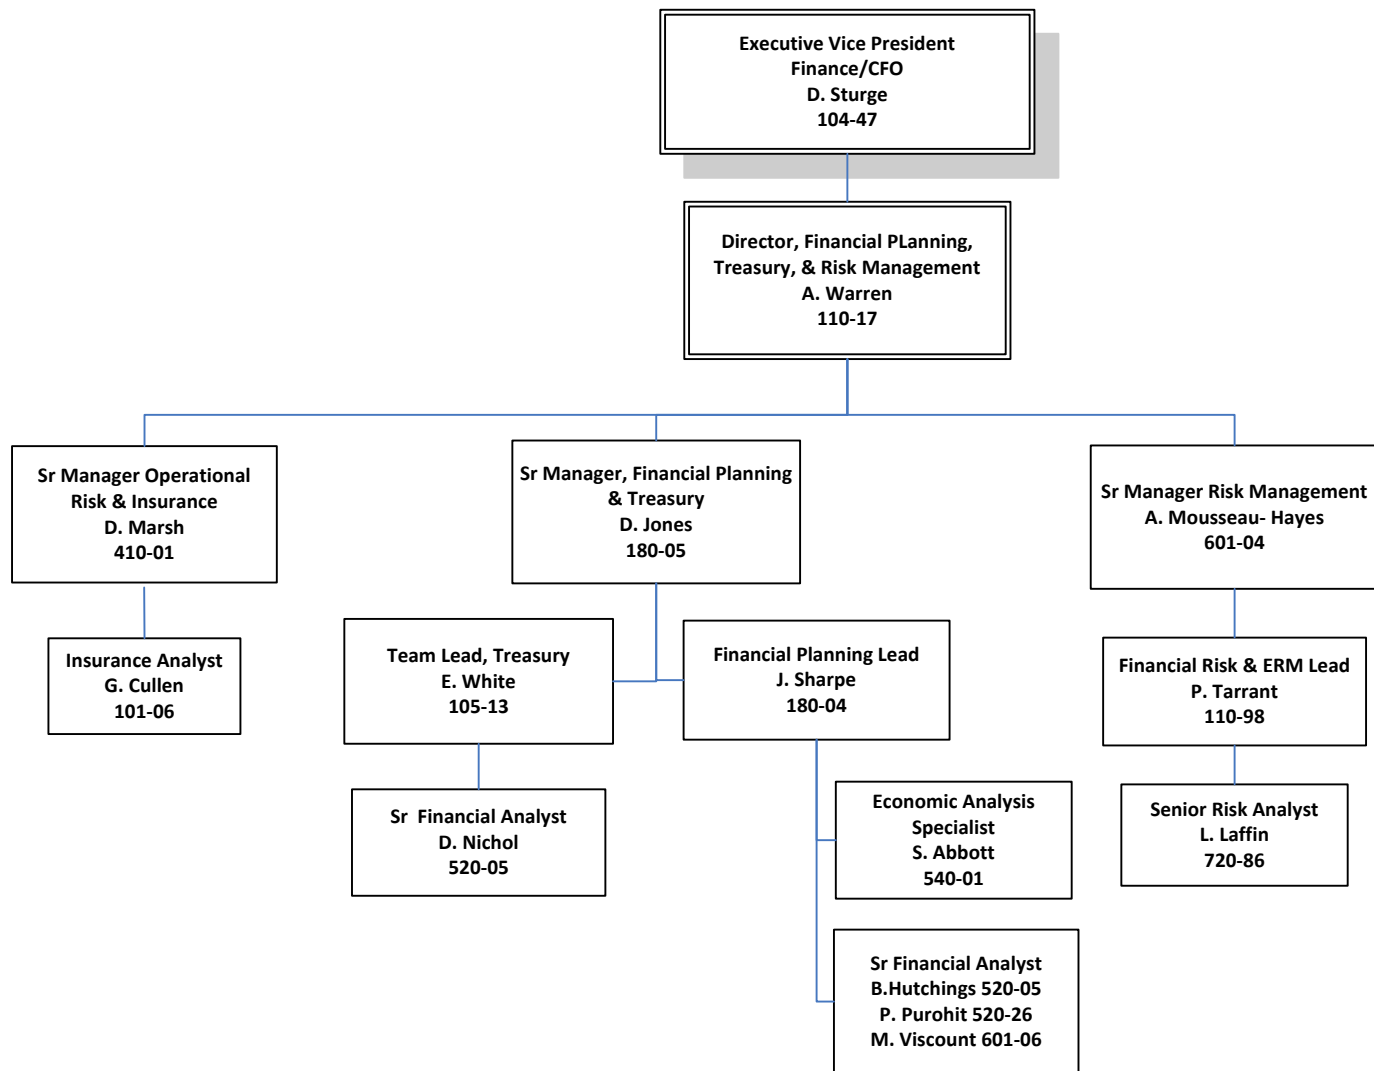 Executive Vice President
Finance/CFO
D. Sturge
104-47
Director, Financial PLanning,
Treasury, & Risk Management
A. Warren
110-17
Sr Manager Operational
Risk & Insurance
D. Marsh
410-01
Sr Manager, Financial Planning
& Treasury
D. Jones
180-05
Sr Manager Risk Management
A. Mousseau- Hayes
601-04
Insurance Analyst
G. Cullen
101-06
Team Lead, Treasury
E. White
105-13
Financial Planning Lead
J. Sharpe
180-04
Financial Risk & ERM Lead
P. Tarrant
110-98
Sr  Financial Analyst
D. Nichol
520-05
Economic Analysis
Specialist
S. Abbott
540-01
Senior Risk Analyst
L. Laffin
720-86
Sr Financial Analyst
B.Hutchings 520-05
P. Purohit 520-26
M. Viscount 601-06